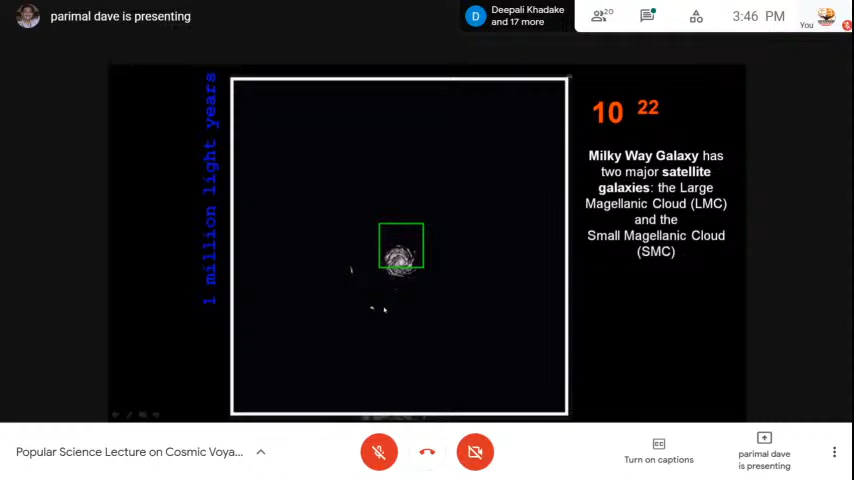 parimal dave is presenting
D
Deepali Khadake
and 17 more
20
3:46 PM
You
1 million light years
10 22
Milky Way Galaxy has
two major satellite
galaxies: the Large
Magellanic Cloud (LMC)
and the
Small Magellanic Cloud
(SMC)
Popular Science Lecture on Cosmic Voya...
CC
Turn on captions
parimal dave
is presenting